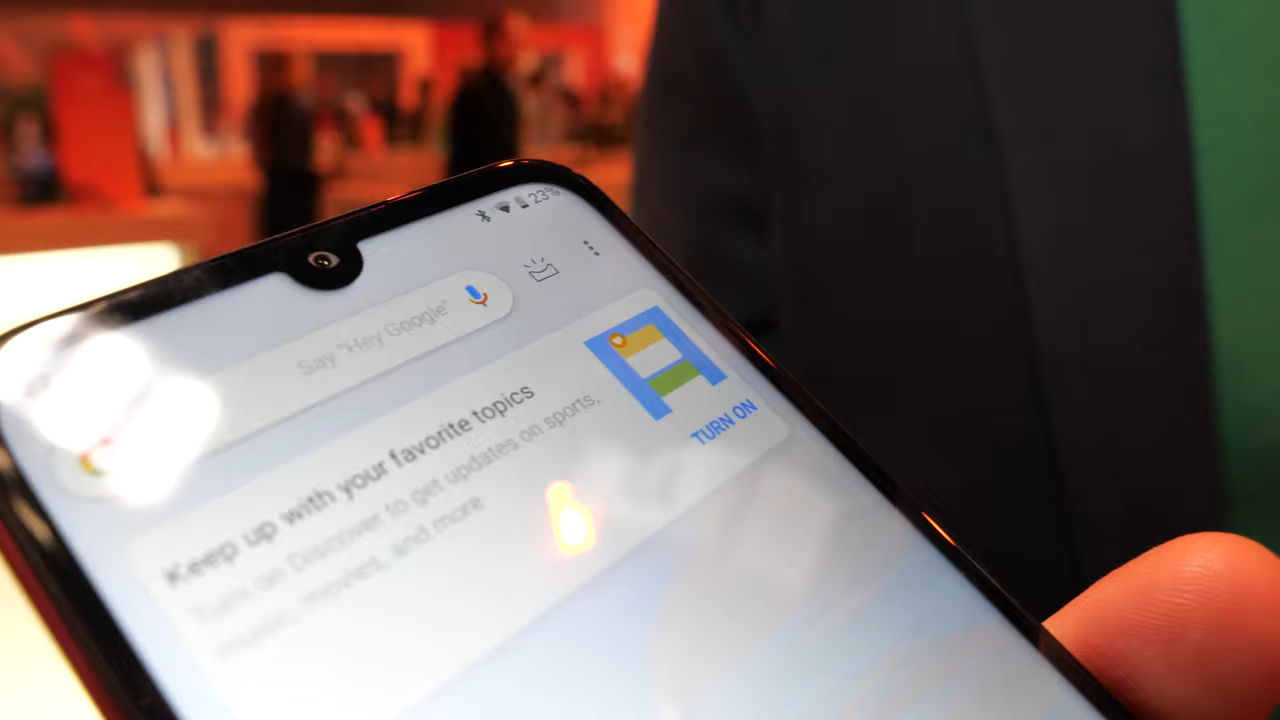 23%
Say "Hey Google"
Keep up with your favorite topics
Turn on Discover to get updates on sports,
music, movies, and more
TURN ON